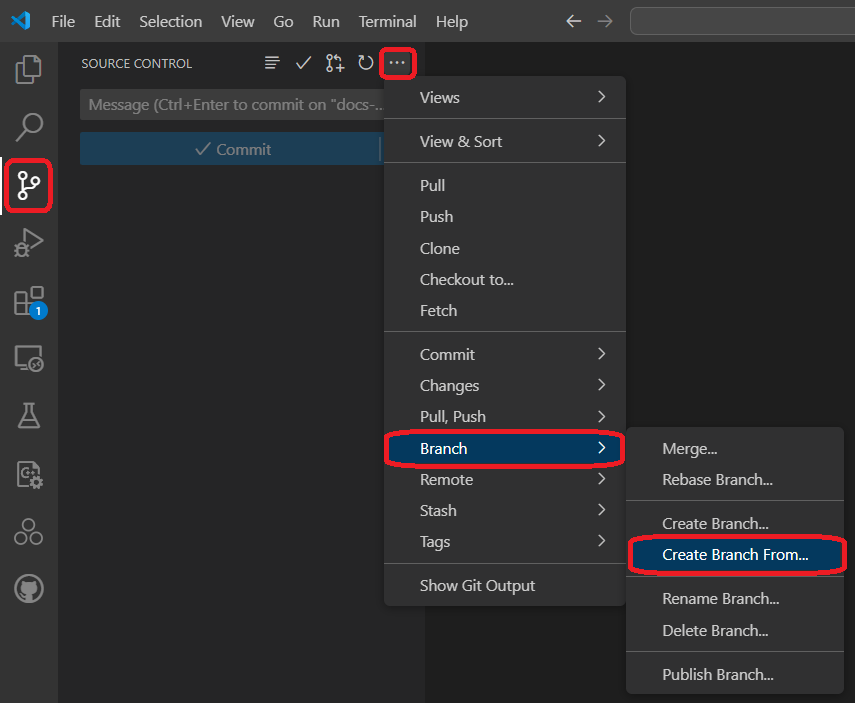 File Edit Selection View Go Run Terminal Help
SOURCE CONTROL
Message (Ctrl+Enter to commit on "docs-...
Commit
1
Views
View & Sort
Pull
Push
Clone
Checkout to...
Fetch
Commit
Changes
Pull, Push
Branch
Remote
Stash
Tags
Show Git Output
Merge...
Rebase Branch...
Create Branch...
Create Branch From...
Rename Branch...
Delete Branch...
Publish Branch...